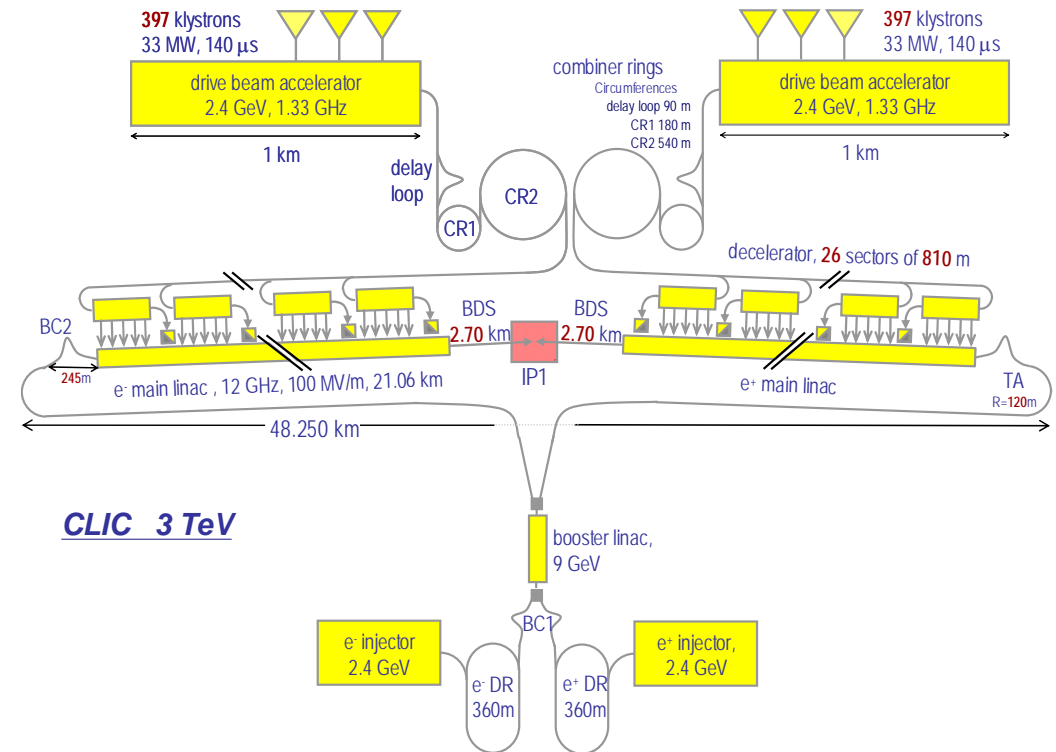 397 klystrons
33 MW, 140 μs
drive beam accelerator
2.4 GeV, 1.33 GHz
1 km
combiner rings
Circumferences
delay loop 90 m
CR1 180 m
CR2 540 m
397 klystrons
33 MW, 140 μs
drive beam accelerator
2.4 GeV, 1.33 GHz
1 km
delay
loop
CR2
CR1
decelerator, 26 sectors of 810 m
BC2
245m
BDS
2.70 km
BDS
2.70 km
IP1
e- main linac , 12 GHz, 100 MV/m, 21.06 km
e+ main linac
TA
R=120m
48.250 km
CLIC 3 TeV
booster linac,
9 GeV
BC1
e- injector
2.4 GeV
e+ injector,
2.4 GeV
e- DR
360m
e+ DR
360m